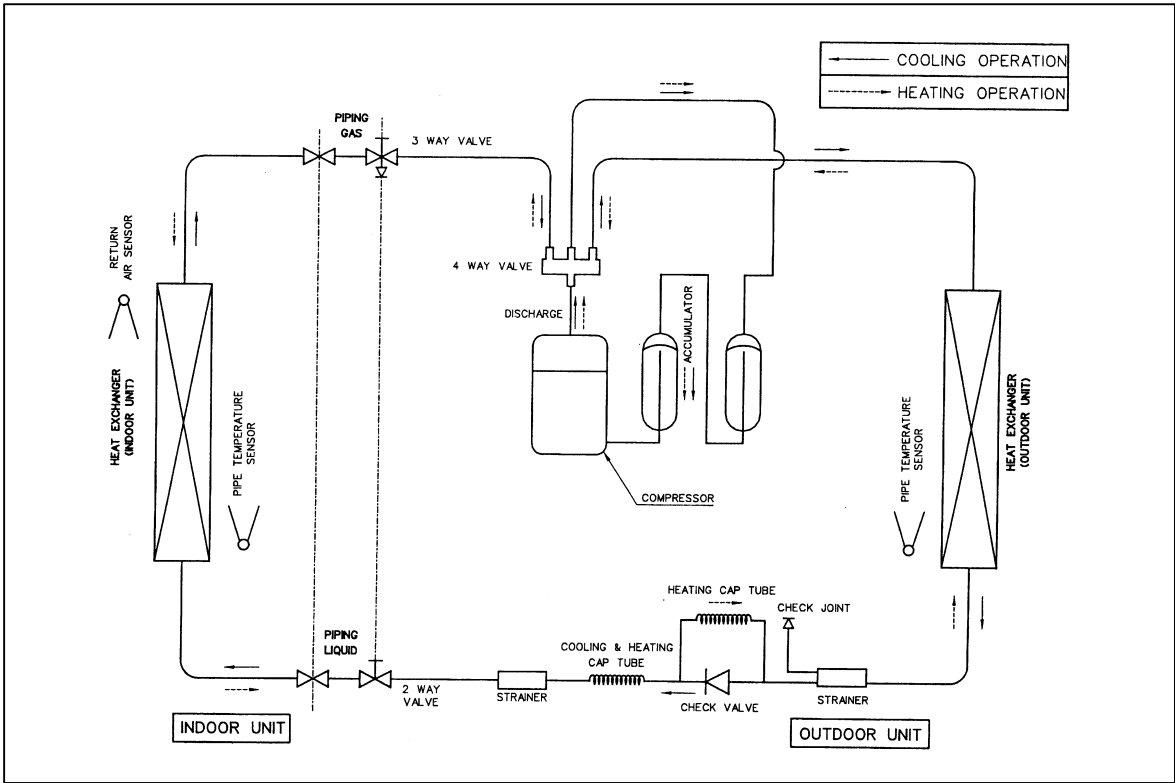 COOLING OPERATION
HEATING OPERATION
PIPING
GAS
3 WAY VALVE
RETURN
AIR SENSOR
4 WAY VALVE
DISCHARGE
ACCUMULATOR
HEAT EXCHANGER
(INDOOR UNIT)
PIPE TEMPERATURE
SENSOR
COMPRESSOR
PIPE TEMPERATURE
SENSOR
HEAT EXCHANGER
(OUTDOOR UNIT)
HEATING CAP TUBE
CHECK JOINT
PIPING
LIQUID
COOLING & HEATING
CAP TUBE
2 WAY
VALVE
STRAINER
CHECK VALVE
STRAINER
INDOOR UNIT
OUTDOOR UNIT